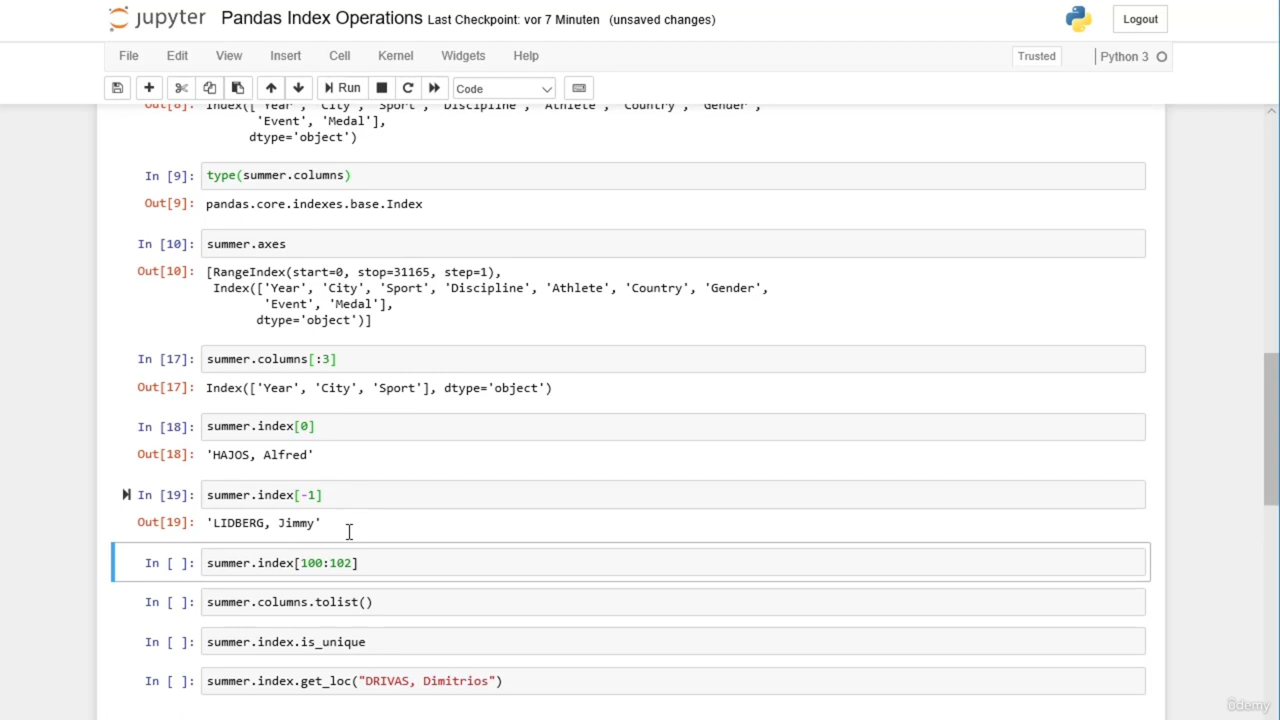 jupyter Pandas Index Operations Last Checkpoint: vor 7 Minuten (unsaved changes) Logout
File Edit View Insert Cell Kernel Widgets Help Trusted Python 3
Run Code
Out[8]: Index(['Year', 'City', 'Sport', 'Discipline', 'Athlete', 'Country', 'Gender',
'Event', 'Medal'],
dtype='object')
In [9]: type(summer.columns)
Out[9]: pandas.core.indexes.base.Index
In [10]: summer.axes
Out[10]: [RangeIndex(start=0, stop=31165, step=1),
Index(['Year', 'City', 'Sport', 'Discipline', 'Athlete', 'Country', 'Gender',
'Event', 'Medal'],
dtype='object')]
In [17]: summer.columns[:3]
Out[17]: Index(['Year', 'City', 'Sport'], dtype='object')
In [18]: summer.index[0]
Out[18]: 'HAJOS, Alfred'
In [19]: summer.index[-1]
Out[19]: 'LIDBERG, Jimmy'
In [ ]: summer.index[100:102]
In [ ]: summer.columns.tolist()
In [ ]: summer.index.is_unique
In [ ]: summer.index.get_loc("DRIVAS, Dimitrios")
ûdemy